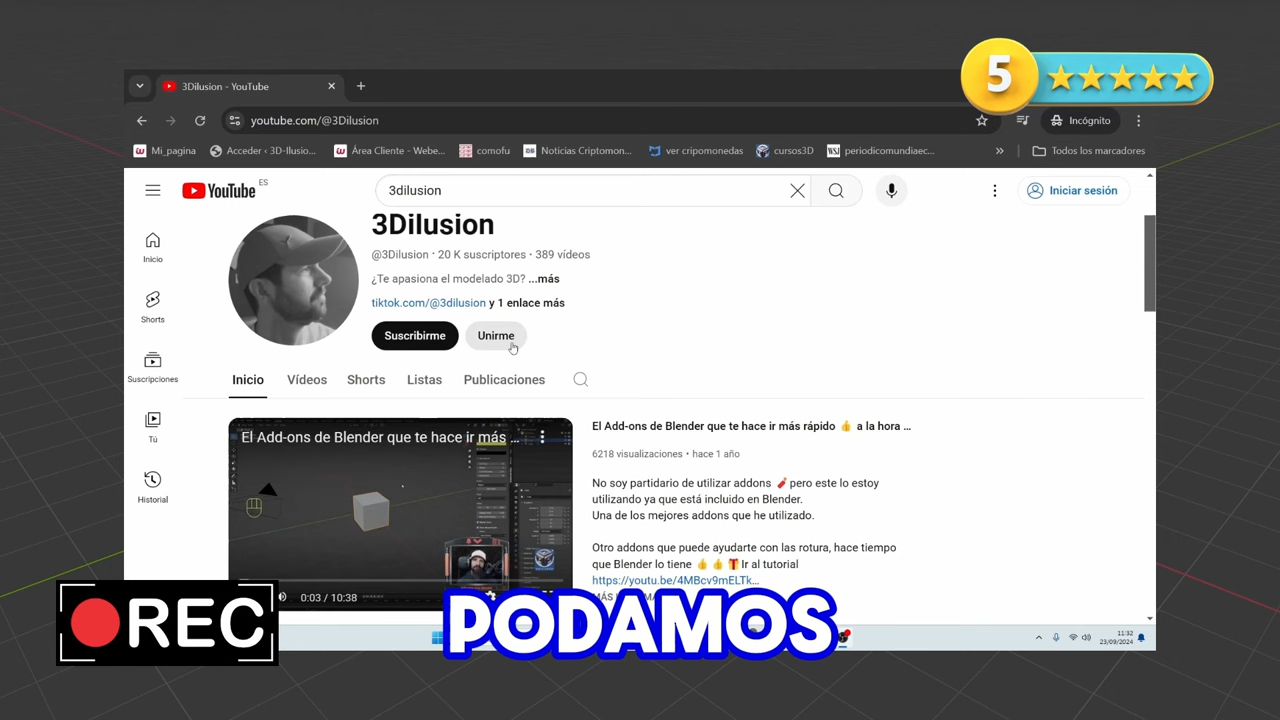 5
3Dilusion - YouTube
youtube.com/@3Dilusion
Incógnito
Mi_pagina
Acceder ‹ 3D-Ilusio...
Área Cliente - Webe...
comofu
Noticias Criptomon...
ver cripomonedas
cursos3D
WSJ
periodicomundiaec...
»
Todos los marcadores
YouTube ES
3dilusion
Iniciar sesión
Inicio
Shorts
Suscripciones
Tú
Historial
3Dilusion
@3Dilusion · 20 K suscriptores · 389 vídeos
¿Te apasiona el modelado 3D? ...más
tiktok.com/@3dilusion y 1 enlace más
Suscribirme
Unirme
Inicio
Vídeos
Shorts
Listas
Publicaciones
El Add-ons de Blender que te hace ir más ...
0:03 / 10:38
El Add-ons de Blender que te hace ir más rápido 👍 a la hora ...
6218 visualizaciones • hace 1 año
No soy partidario de utilizar addons 🧨 pero este lo estoy
utilizando ya que está incluido en Blender.
Una de los mejores addons que he utilizado.
Otro addons que puede ayudarte con las rotura, hace tiempo
que Blender lo tiene 👍 👍 🎁 Ir al tutorial
https://youtu.be/4MBcv9mELTk...
REC
PODAMOS
11:32
23/09/2024